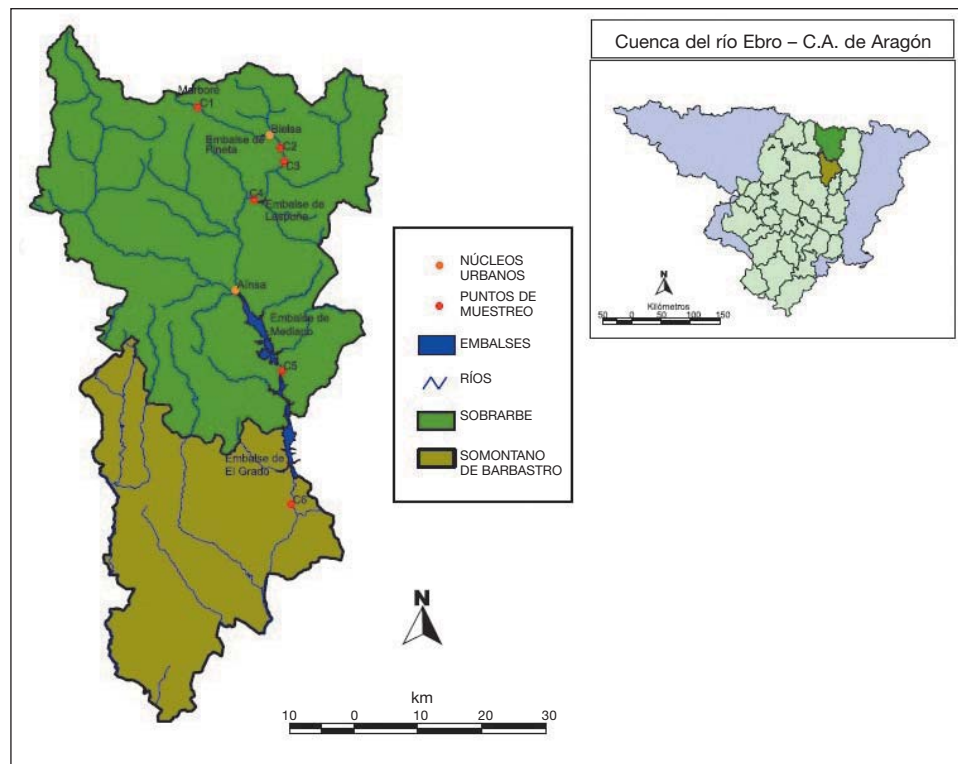 Cuenca del río Ebro – C.A. de Aragón
Marboré
C1
Bielsa
Embalse de
Pineta
C2
C3
C4
Embalse de
Laspuña
Aínsa
Embalse de
Mediano
C5
Embalse de
El Grado
C6
NÚCLEOS
URBANOS
PUNTOS DE
MUESTREO
EMBALSES
RÍOS
SOBRARBE
SOMONTANO
DE BARBASTRO
N
Kilómetros
50 0 50 100 150
N
km
10 0 10 20 30